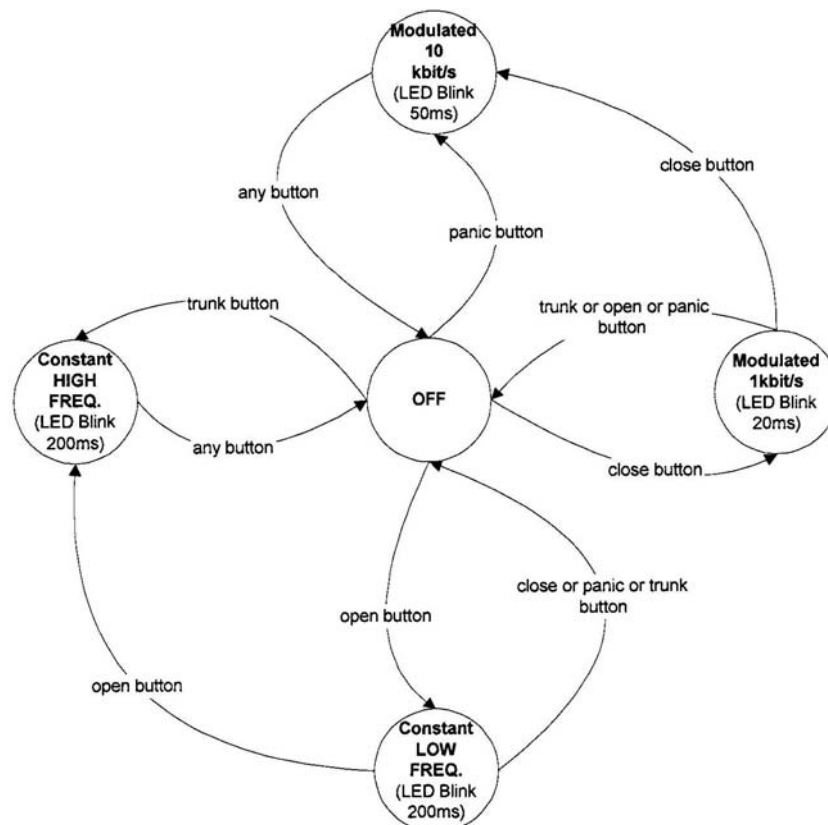 Modulated
10
kbit/s
(LED Blink
50ms)
close button
any button
panic button
trunk button
trunk or open or panic
button
Constant
HIGH
FREQ.
(LED Blink
200ms)
OFF
Modulated
1kbit/s
(LED Blink
20ms)
any button
close button
close or panic or trunk
button
open button
open button
Constant
LOW
FREQ.
(LED Blink
200ms)